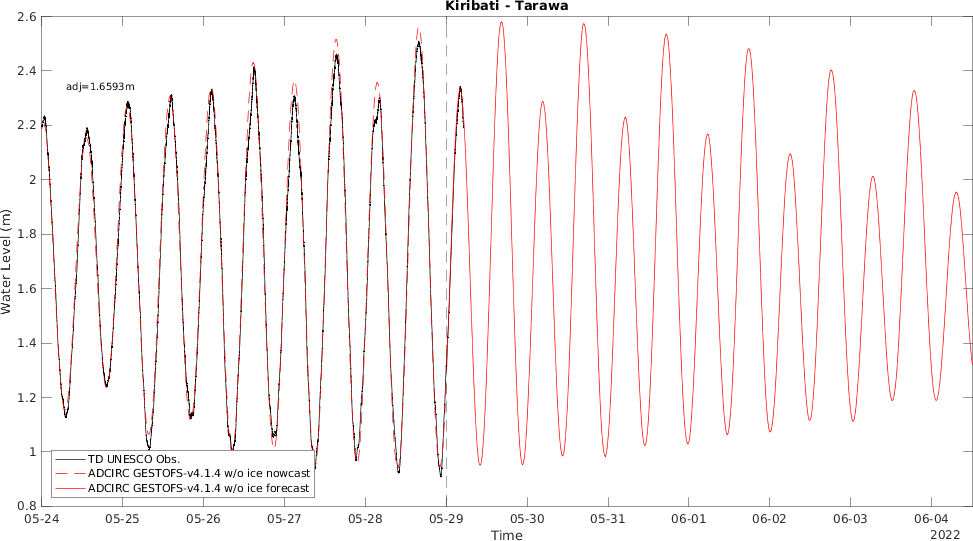 Kiribati - Tarawa
2.6
2.4
adj=1.6593m
2.2
2
1.8
1.6
1.4
1.2
1
0.8
Water Level (m)
TD UNESCO Obs.
ADCIRC GESTOFS-v4.1.4 w/o ice nowcast
ADCIRC GESTOFS-v4.1.4 w/o ice forecast
05-24 05-25 05-26 05-27 05-28 05-29 05-30 05-31 06-01 06-02 06-03 06-04
Time
2022